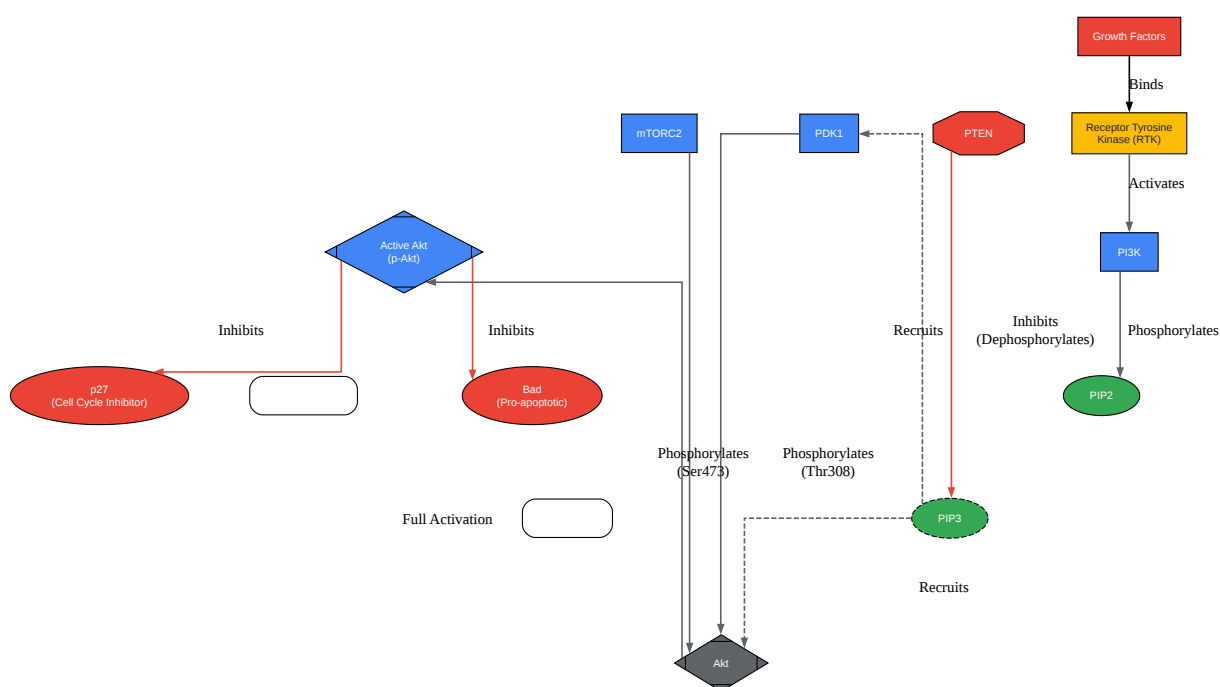 Growth Factors
Binds
mTORC2
PDK1
PTEN
Receptor Tyrosine
Kinase (RTK)
Activates
Active Akt
(p-Akt)
PI3K
Inhibits
Inhibits
Recruits
Inhibits
(Dephosphorylates)
Phosphorylates
p27
(Cell Cycle Inhibitor)
Bad
(Pro-apoptotic)
PIP2
Phosphorylates
(Ser473)
Phosphorylates
(Thr308)
Full Activation
PIP3
Recruits
Akt